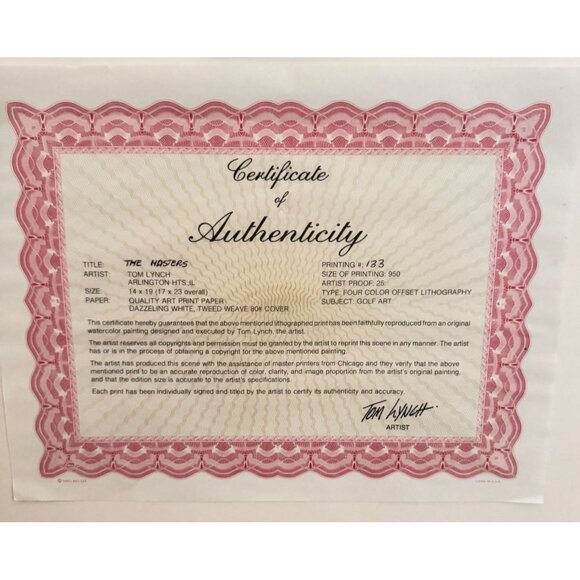 Certificate
of
Authenticity
TITLE: THE MASTERS PRINTING #: 133
ARTIST: TOM LYNCH SIZE OF PRINTING: 950
ARLINGTON HTS., IL ARTIST PROOF: 25
SIZE: 14 x 19 (17 x 23 overall) TYPE: FOUR COLOR OFFSET LITHOGRAPHY
PAPER: QUALITY ART PRINT PAPER SUBJECT: GOLF ART
DAZZELING WHITE, TWEED WEAVE 80# COVER
This certificate hereby guarantees that the above mentioned lithographed print has been faithfully reproduced from an original
watercolor painting designed and executed by Tom Lynch, the artist.
The artist reserves all copyrights and permission must be granted by the artist to reprint this scene in any manner. The artist
has or is in the process of obtaining a copyright for the above mentioned painting.
The artist has produced this scene with the assistance of master printers from Chicago and they verify that the above
mentioned print to be an accurate reproduction of color, clarity, and image proportion from the artist's original painting,
and that the edition size is accurate to the artist's specifications.
Each print has been individually signed and titled by the artist to certify its authenticity and accuracy.
TOM LYNCH
ARTIST